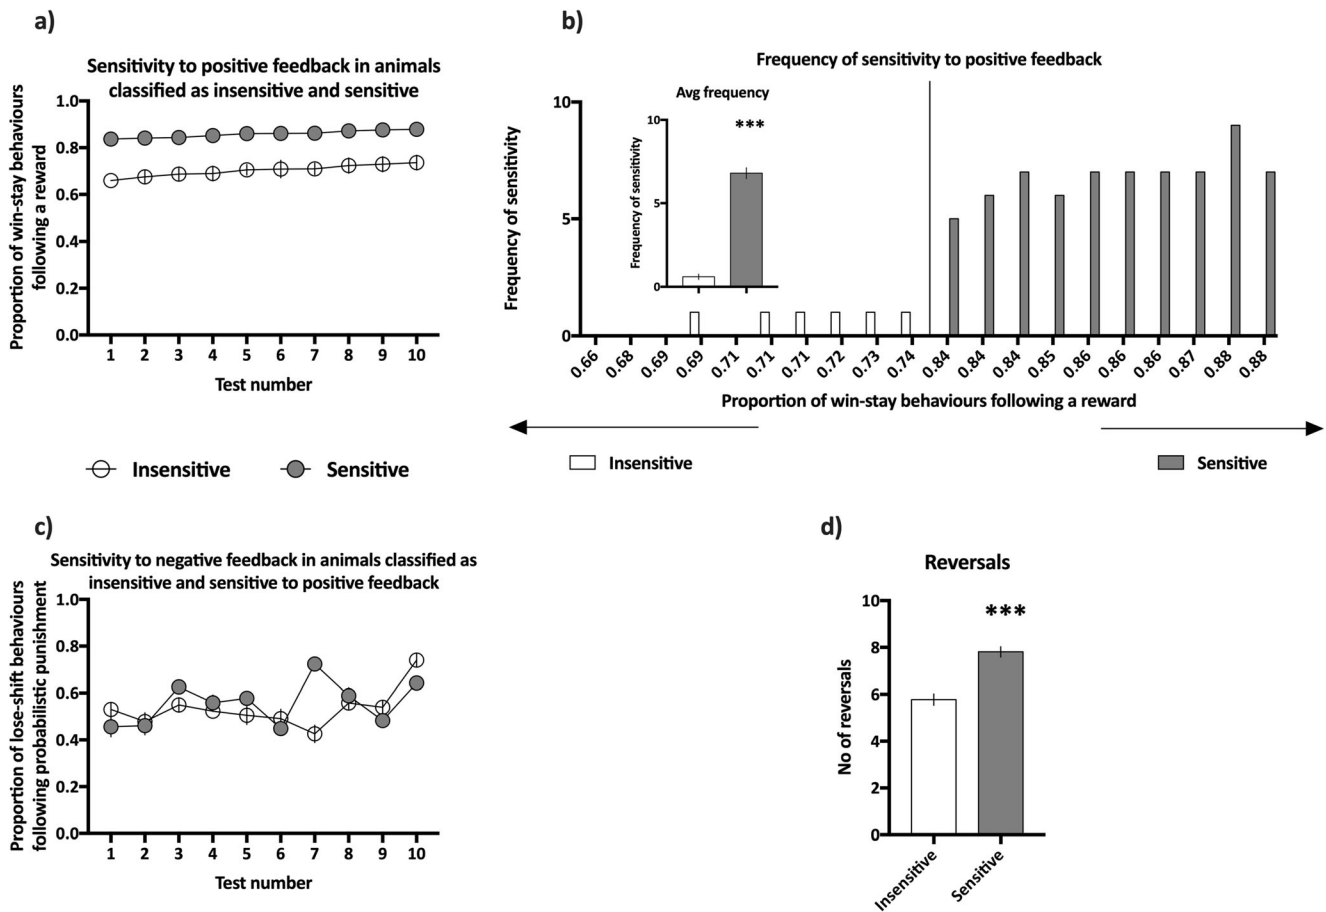 a)
Sensitivity to positive feedback in animals
classified as insensitive and sensitive
Proportion of win-stay behaviours
following a reward
1.0
0.8
0.6
0.4
0.2
0.0
1 2 3 4 5 6 7 8 9 10
Test number
b)
Frequency of sensitivity to positive feedback
Frequency of sensitivity
10
5
0
Avg frequency
Frequency of sensitivity
10
5
0
***
0.66 0.68 0.69 0.69 0.71 0.71 0.71 0.72 0.73 0.74 0.84 0.84 0.84 0.85 0.86 0.86 0.86 0.87 0.88 0.88
Proportion of win-stay behaviours following a reward
Insensitive
Sensitive
Insensitive Sensitive
c)
Sensitivity to negative feedback in animals classified as
insensitive and sensitive to positive feedback
Proportion of lose-shift behaviours
following probabilistic punishment
1.0
0.8
0.6
0.4
0.2
0.0
1 2 3 4 5 6 7 8 9 10
Test number
d)
Reversals
No of reversals
10
8
6
4
2
0
***
Insensitive
Sensitive